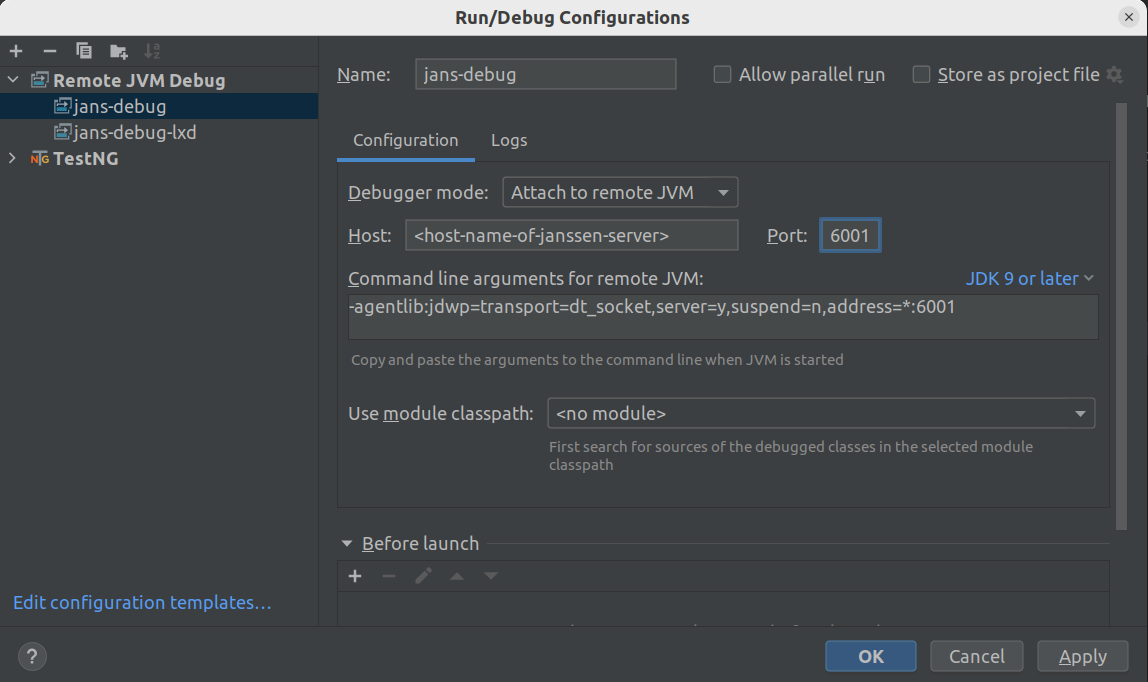 Run/Debug Configurations
Remote JVM Debug
jans-debug
jans-debug-lxd
TestNG
Edit configuration templates...
Name: jans-debug Allow parallel run Store as project file
Configuration Logs
Debugger mode: Attach to remote JVM
Host: <host-name-of-janssen-server> Port: 6001
Command line arguments for remote JVM: JDK 9 or later
-agentlib:jdwp=transport=dt_socket,server=y,suspend=n,address=*:6001
Copy and paste the arguments to the command line when JVM is started
Use module classpath: <no module>
First search for sources of the debugged classes in the selected module
classpath
Before launch
? OK Cancel Apply